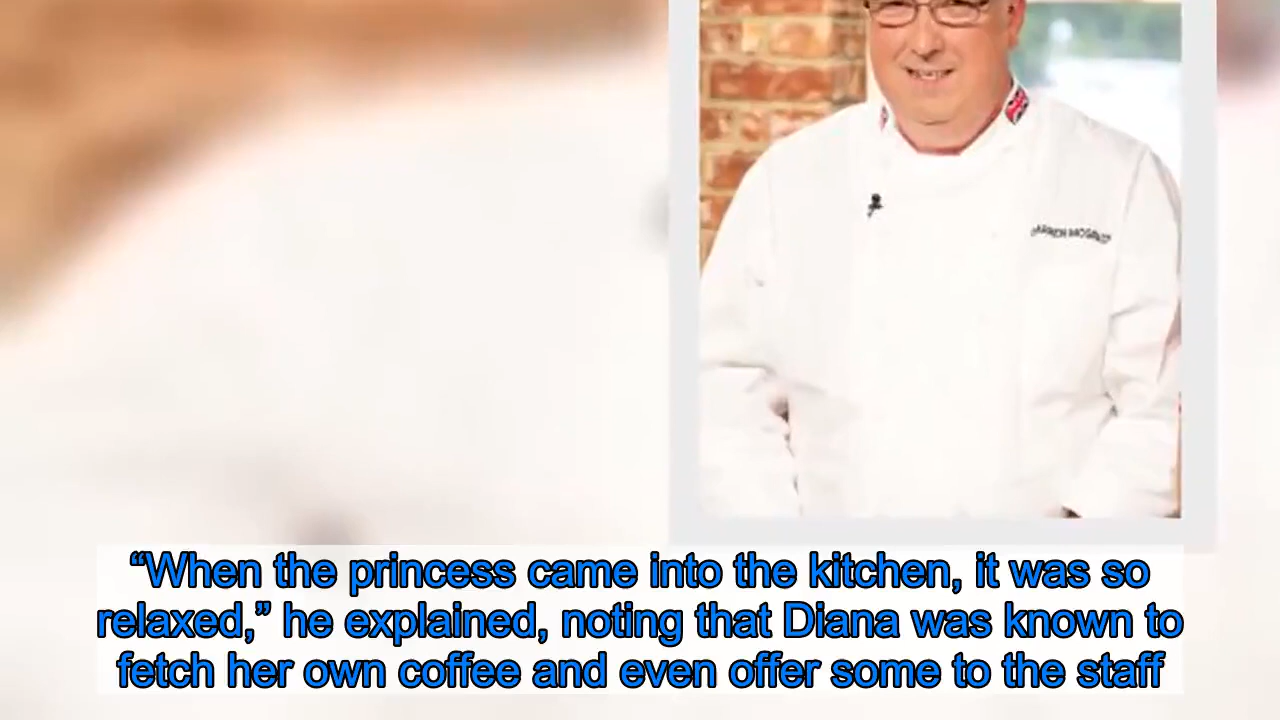 “When the princess came into the kitchen, it was so
relaxed,” he explained, noting that Diana was known to
fetch her own coffee and even offer some to the staff